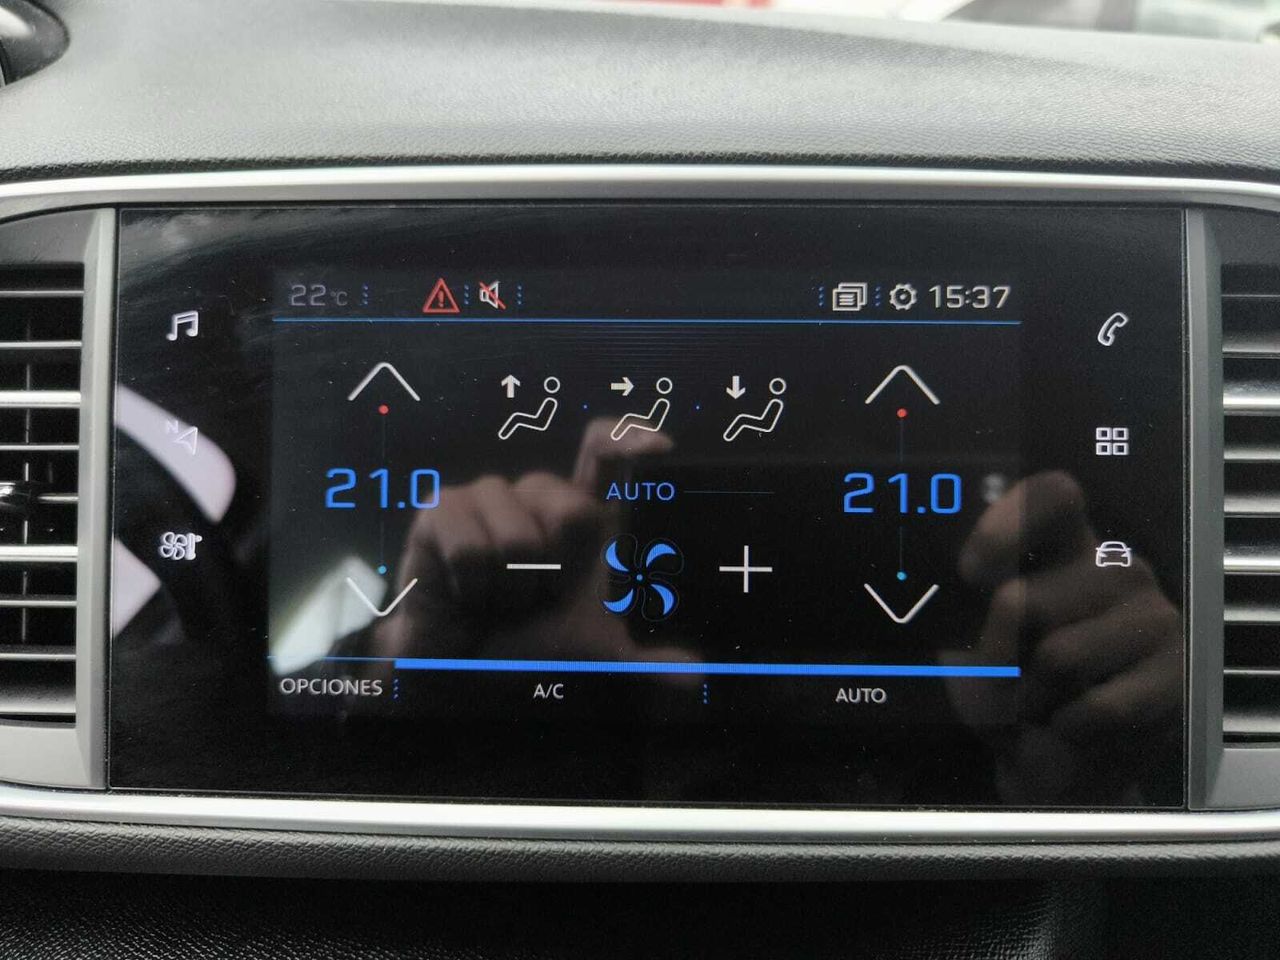 22°C 15:37
N
21.0 AUTO 21.0
OPCIONES A/C AUTO